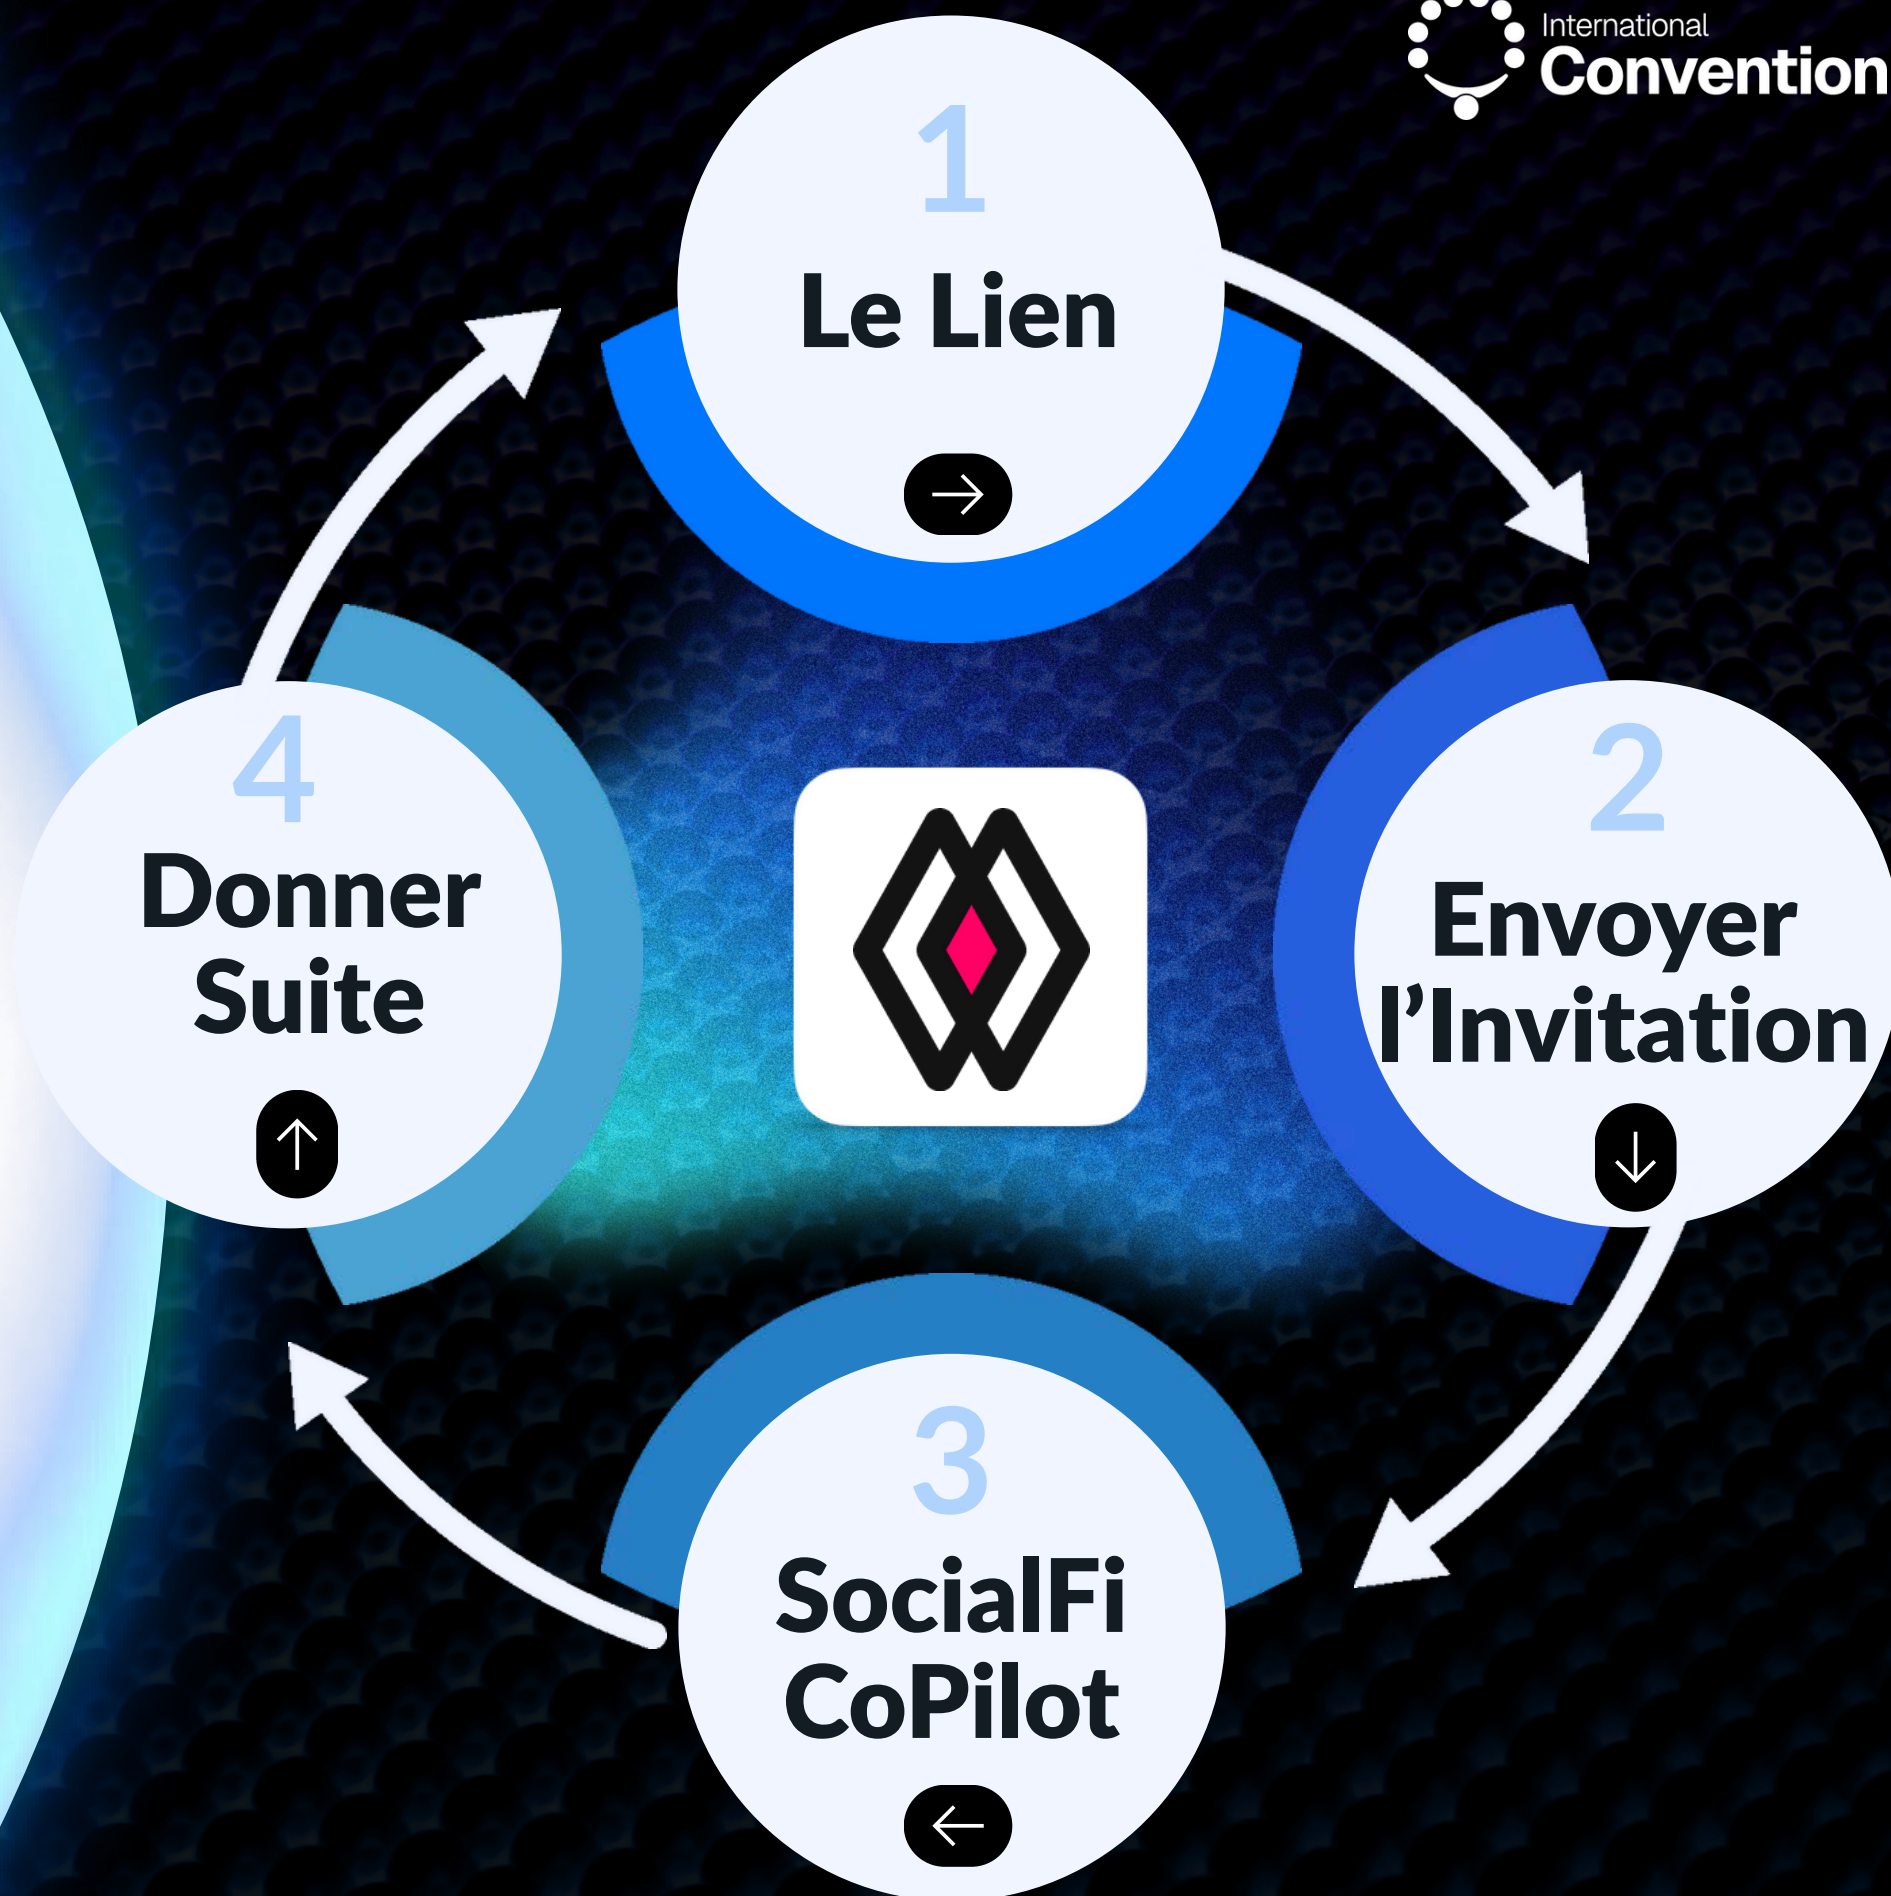 International
Convention
1
Le Lien
2
Envoyer
l’Invitation
3
SocialFi
CoPilot
4
Donner
Suite